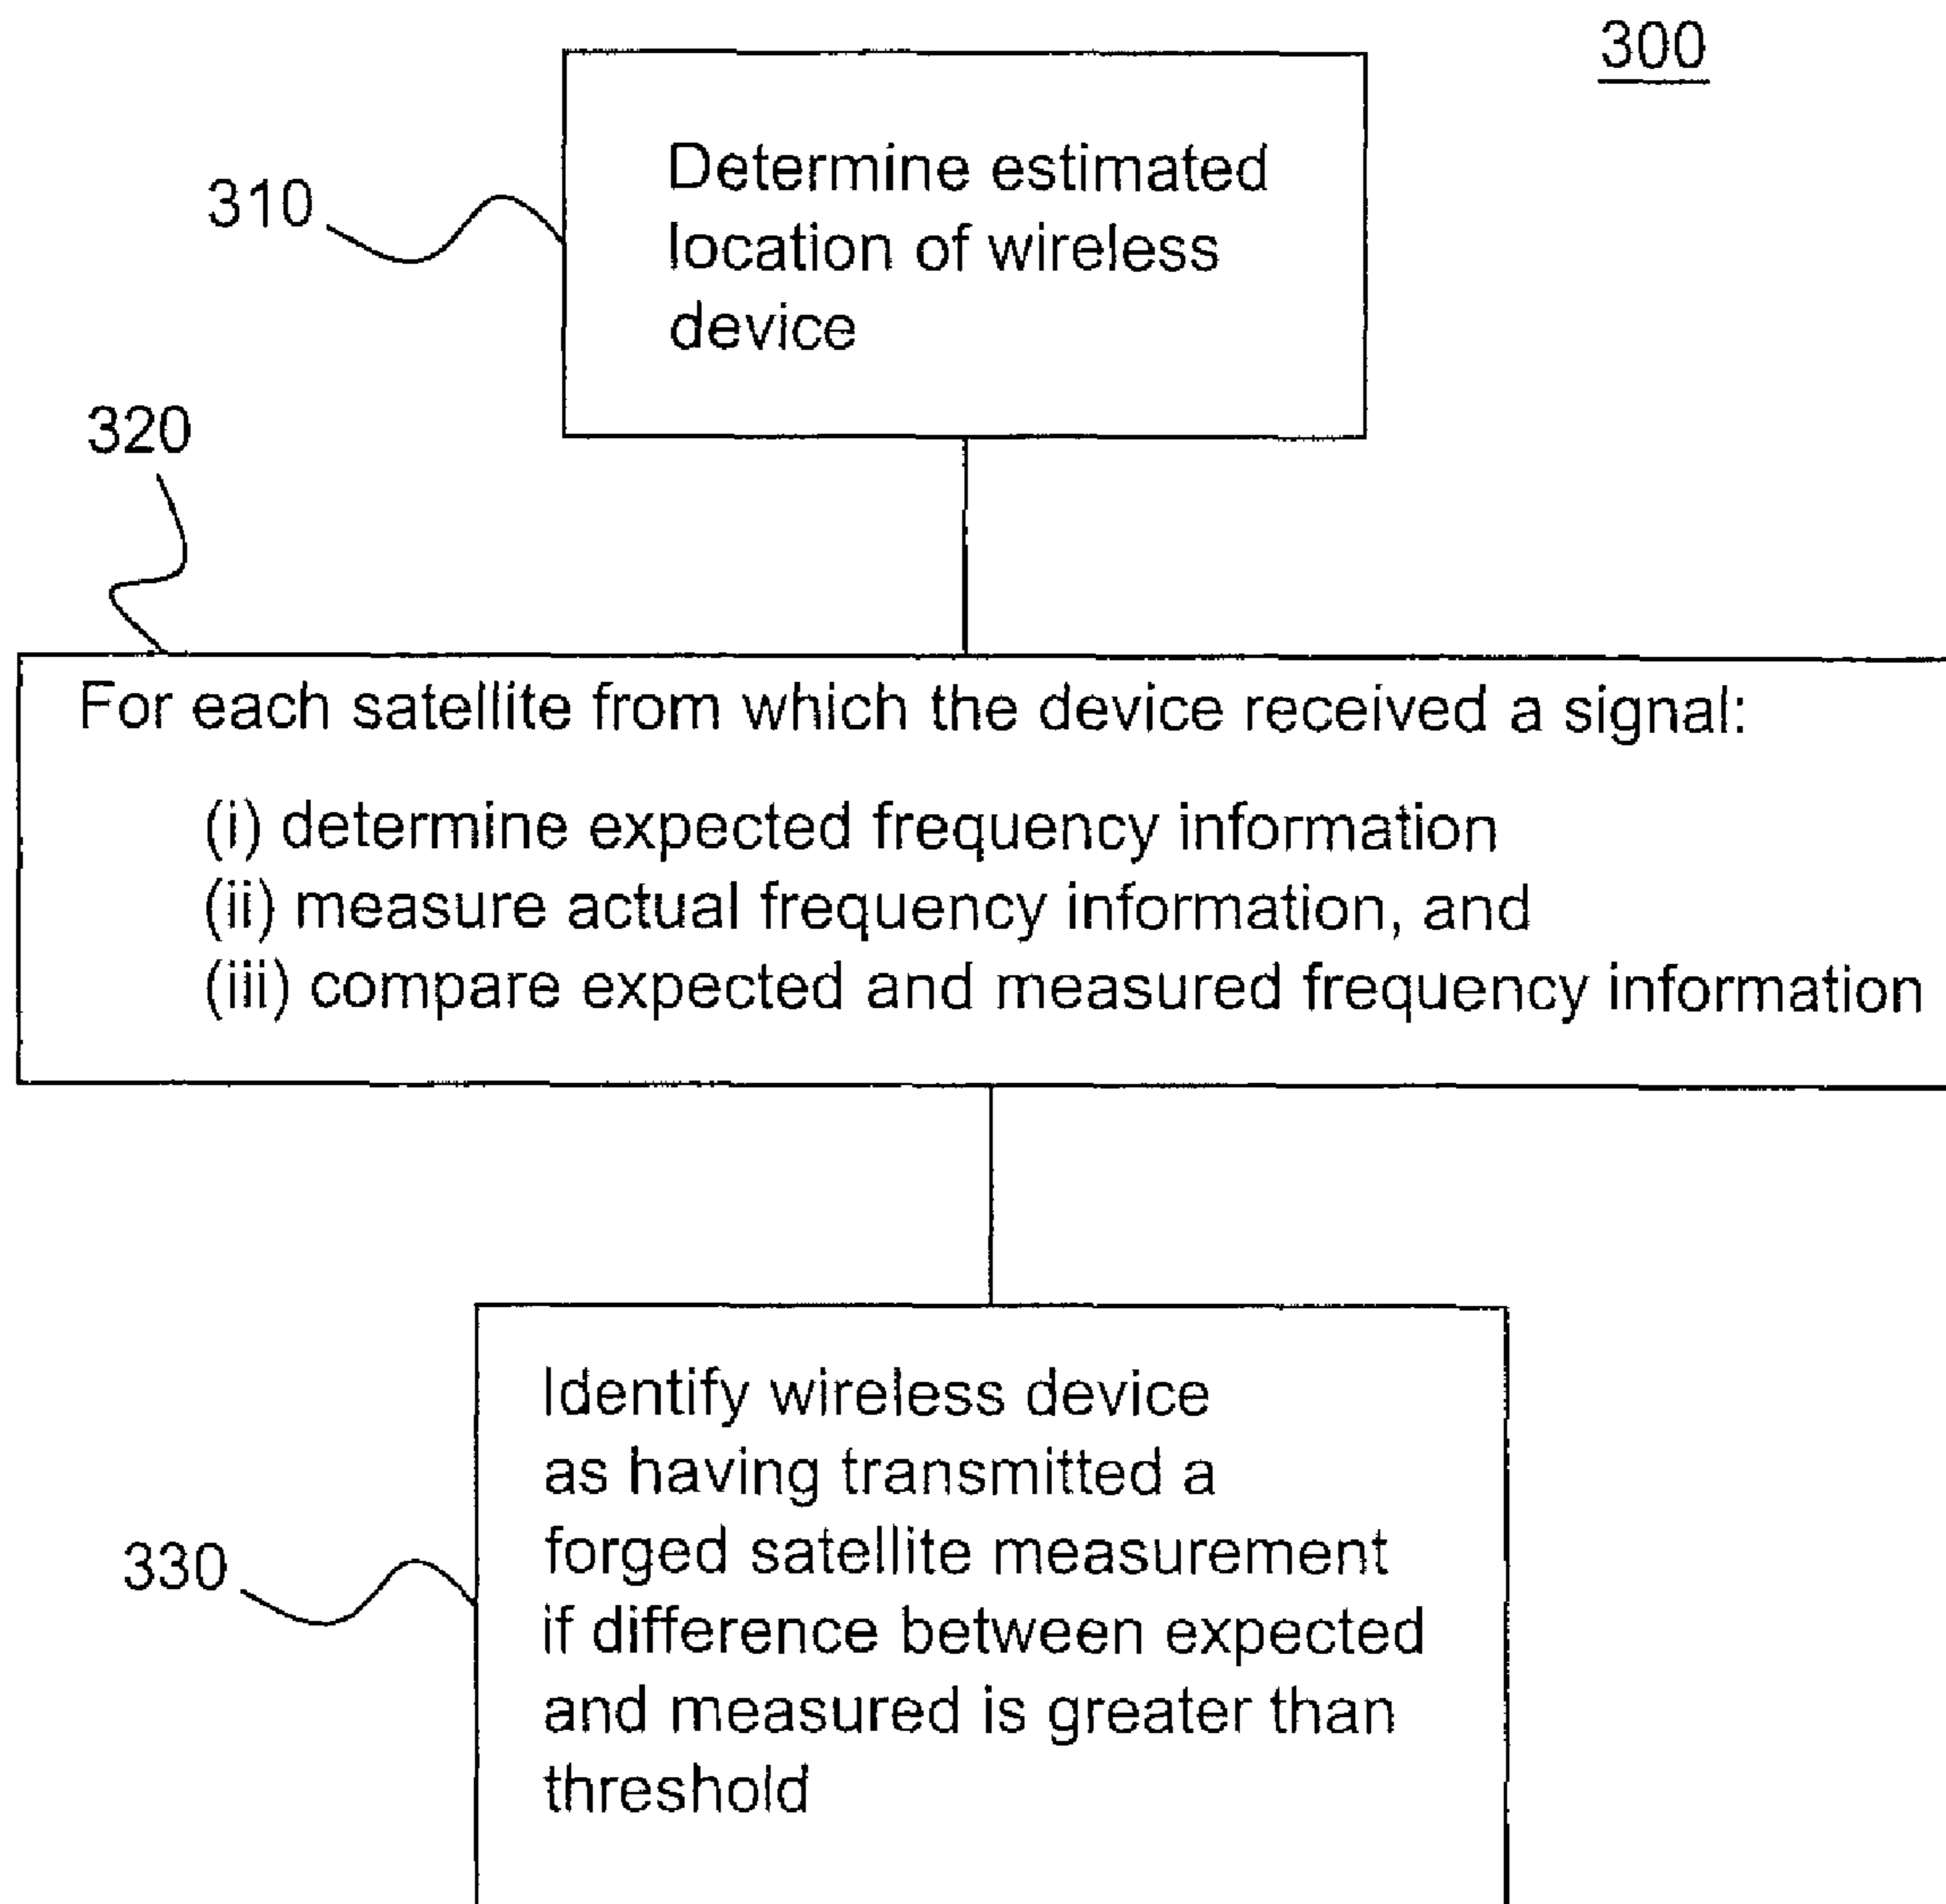 300
310
Determine estimated
location of wireless
device
320
For each satellite from which the device received a signal:
(i) determine expected frequency information
(ii) measure actual frequency information, and
(iii) compare expected and measured frequency information
330
Identify wireless device
as having transmitted a
forged satellite measurement
if difference between expected
and measured is greater than
threshold